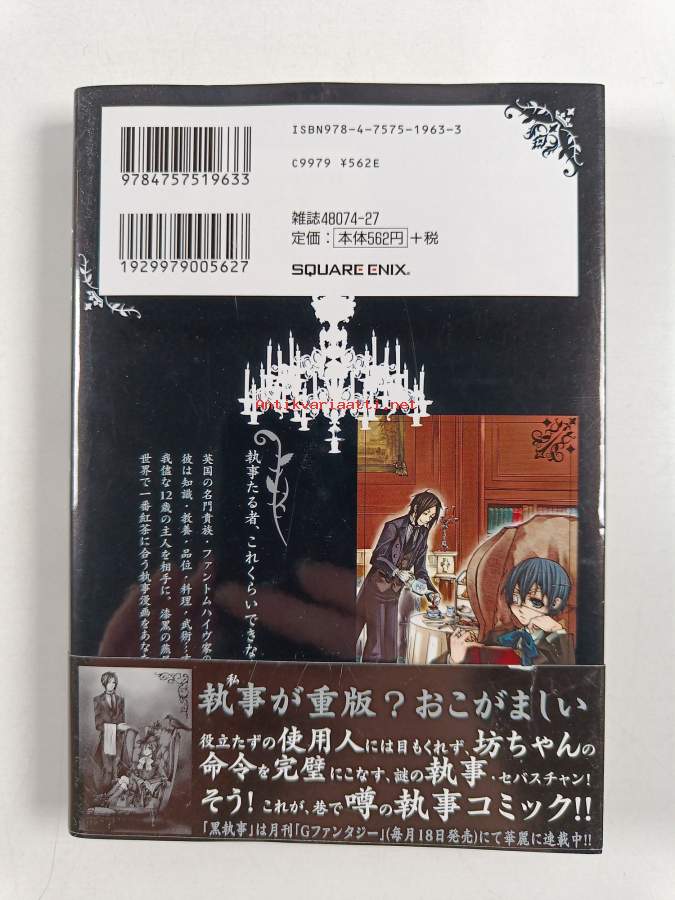 ISBN978-4-7575-1963-3
C9979 ¥562E
9784757519633
雑誌48074-27
定価：本体562円+税
1929979005627
SQUARE ENIX®
Antikvariaatti.net
執事たる者、これくらいできな
英国の名門貴族・ファントムハイヴ家の
彼は知識・教養・品位・料理・武術…す
我儘な12歳の主人を相手に。漆黒の燕
世界で一番紅茶に合う執事漫画をあなた
私
執事が重版？おこがましい
役立たずの使用人には目もくれず、坊ちゃんの
命令を完璧にこなす、謎の執事・セバスチャン！
そう！これが、巷で噂の執事コミック!!
「黒執事」は月刊「Gファンタジー」(毎月18日発売)にて華麗に連載中!!